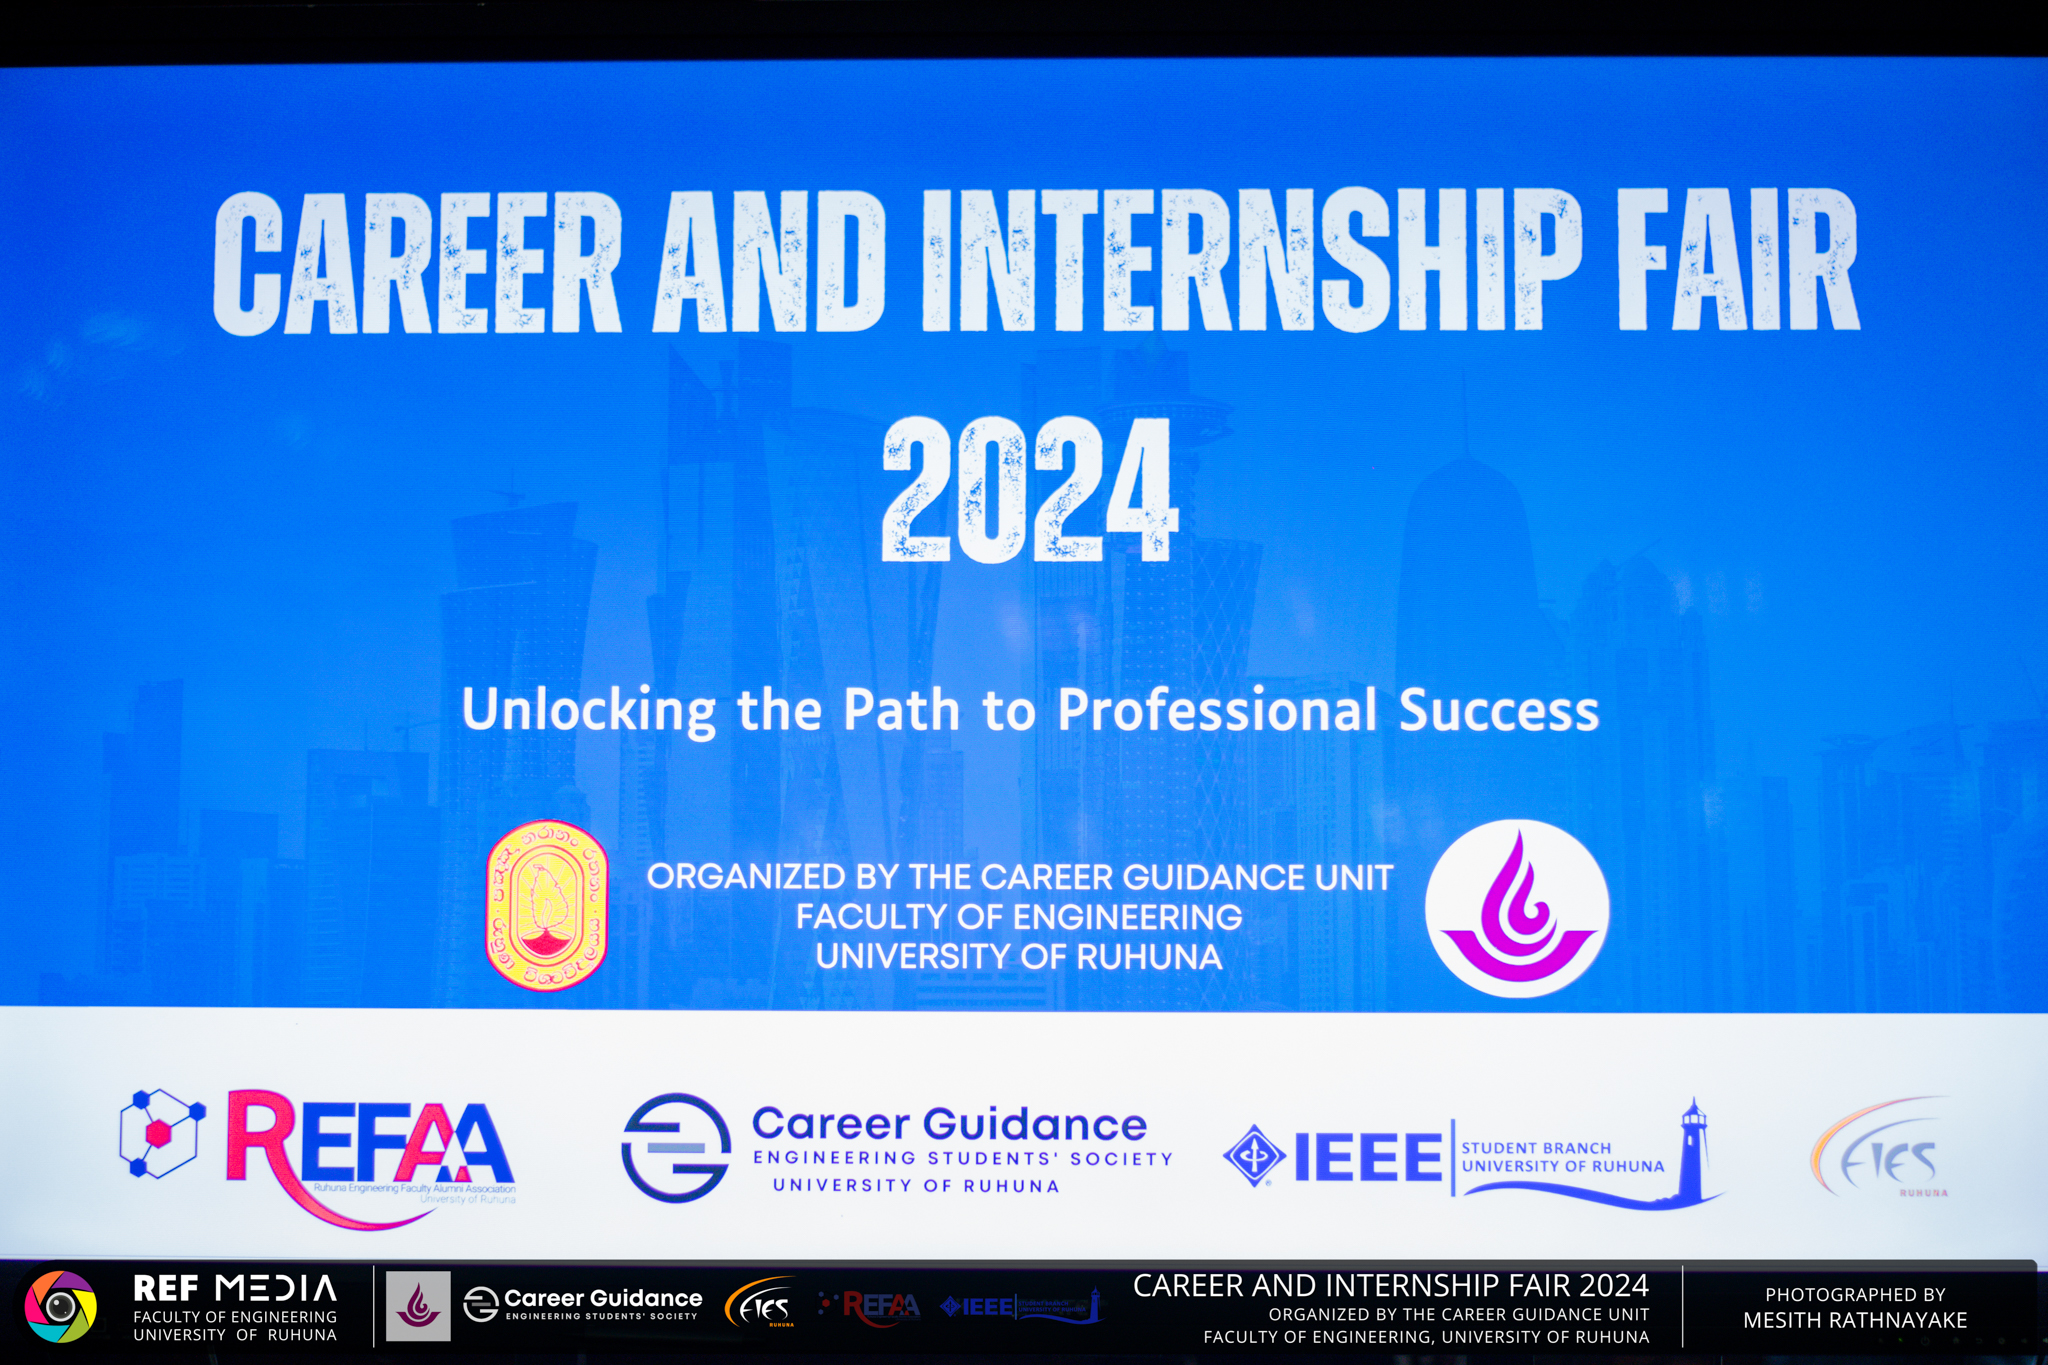 CAREER AND INTERNSHIP FAIR
2024
Unlocking the Path to Professional Success
ORGANIZED BY THE CAREER GUIDANCE UNIT
FACULTY OF ENGINEERING
UNIVERSITY OF RUHUNA
REFAA
Ruhuna Engineering Faculty Alumni Association
University of Ruhuna
Career Guidance
ENGINEERING STUDENTS' SOCIETY
UNIVERSITY OF RUHUNA
IEEE
STUDENT BRANCH
UNIVERSITY OF RUHUNA
FIES
RUHUNA
REF MEDIA
FACULTY OF ENGINEERING
UNIVERSITY OF RUHUNA
Career Guidance
ENGINEERING STUDENTS' SOCIETY
FIES
RUHUNA
REFAA
IEEE
CAREER AND INTERNSHIP FAIR 2024
ORGANIZED BY THE CAREER GUIDANCE UNIT
FACULTY OF ENGINEERING, UNIVERSITY OF RUHUNA
PHOTOGRAPHED BY
MESITH RATHNAYAKE